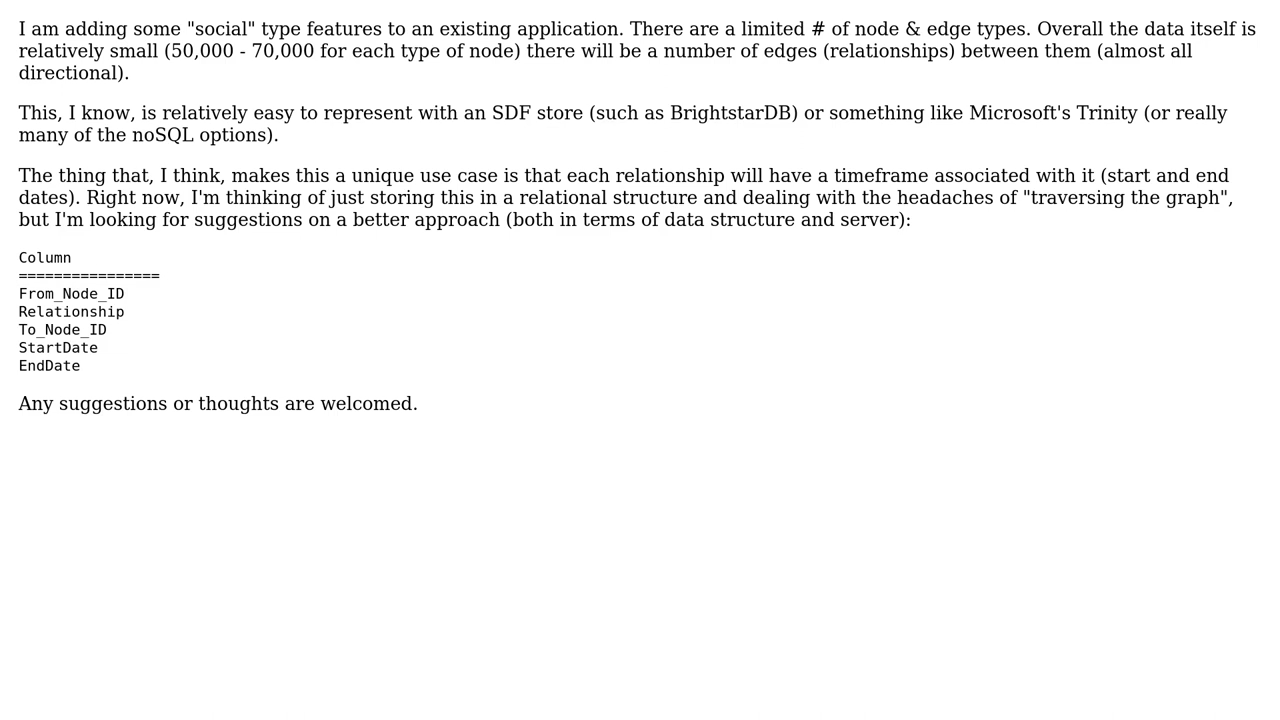 I am adding some "social" type features to an existing application. There are a limited # of node & edge types. Overall the data itself is
relatively small (50,000 - 70,000 for each type of node) there will be a number of edges (relationships) between them (almost all
directional).
This, I know, is relatively easy to represent with an SDF store (such as BrightstarDB) or something like Microsoft's Trinity (or really
many of the noSQL options).
The thing that, I think, makes this a unique use case is that each relationship will have a timeframe associated with it (start and end
dates). Right now, I'm thinking of just storing this in a relational structure and dealing with the headaches of "traversing the graph",
but I'm looking for suggestions on a better approach (both in terms of data structure and server):
Column
================
From_Node_ID
Relationship
To_Node_ID
StartDate
EndDate
Any suggestions or thoughts are welcomed.